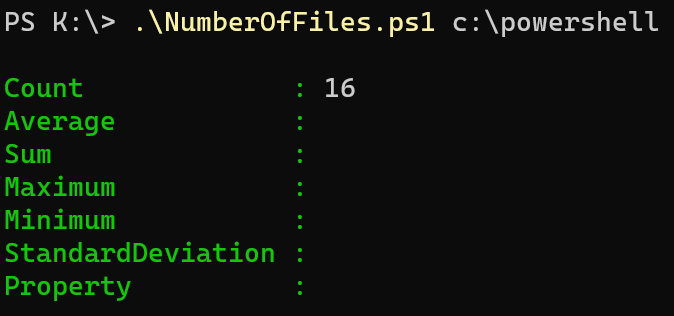 PS K:\> .\NumberOfFiles.ps1 c:\powershell
Count             : 16
Average           :
Sum               :
Maximum           :
Minimum           :
StandardDeviation :
Property          :